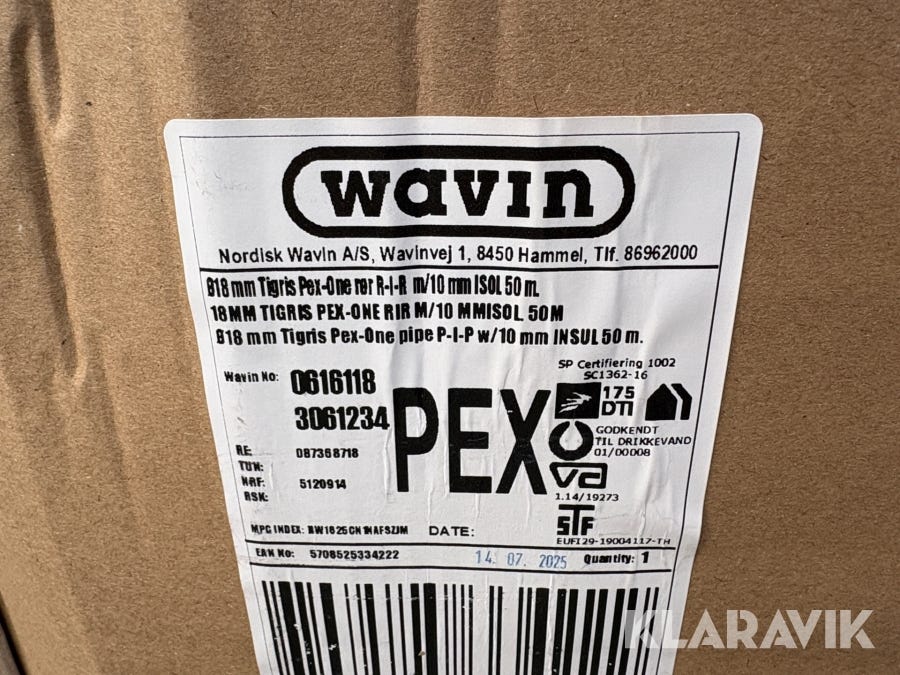 wavin
Nordisk Wavin A/S, Wavinvej 1, 8450 Hammel, Tlf. 86962000
Ø18 mm Tigris Pex-One rør R-I-R m/10 mm ISOL 50 m.
18MM TIGRIS PEX-ONE RIR M/10 MMISOL 50M
Ø18 mm Tigris Pex-One pipe P-I-P w/10 mm INSUL 50 m.
SP Certifiering 1002
SC1362-16
Wavin No: 0616118
3061234
PEX
175
DTI
GODKENDT
TIL DRIKKEVAND
01/00008
va
1.14/19273
STF
EUFI29-19004117-TH
RE: 087368718
TUN:
NRF: 5120914
RSK:
MPC INDEX: DATE:
EAN No: 5708525334222 14. 07. 2025 Quantity: 1
KLARAVIK